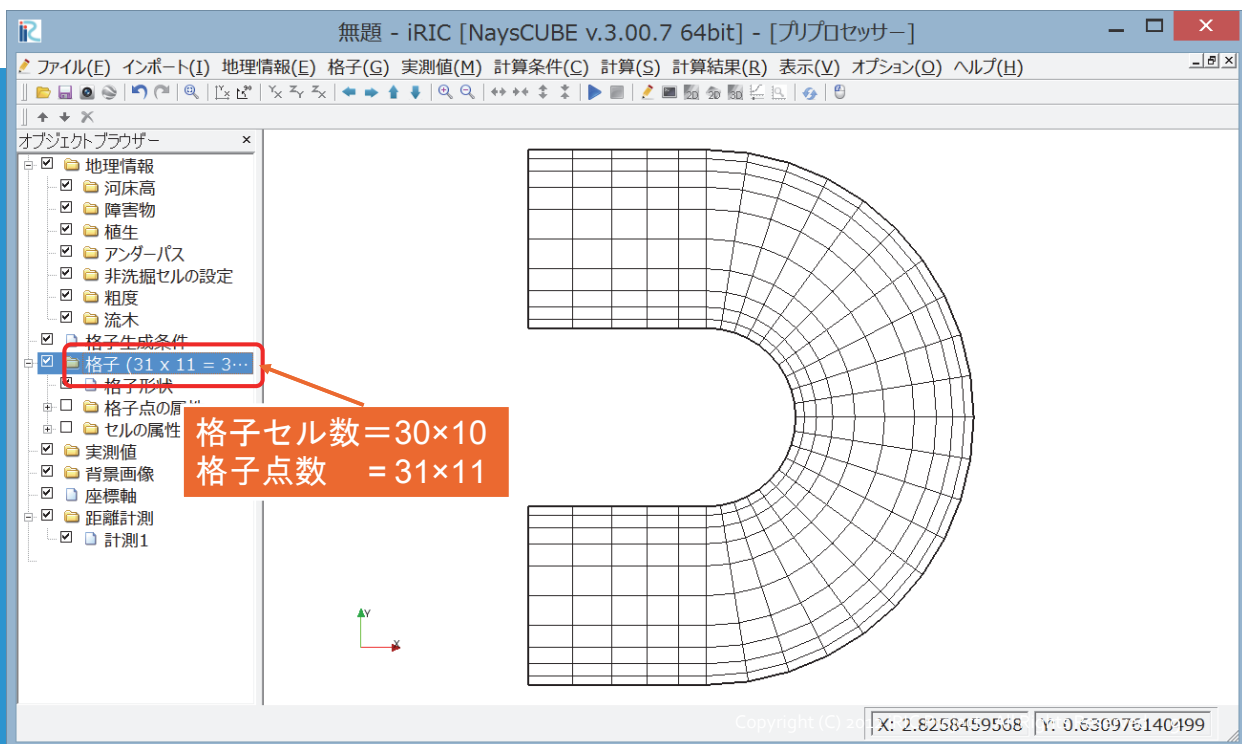 無題 - iRIC [NaysCUBE v.3.00.7 64bit] - [プリプロセッサー]
ファイル(F) インポート(I) 地理情報(E) 格子(G) 実測値(M) 計算条件(C) 計算(S) 計算結果(R) 表示(V) オプション(O) ヘルプ(H)
オブジェクトブラウザー
地理情報
河床高
障害物
植生
アンダーパス
非洗掘セルの設定
粗度
流木
格子生成条件
格子 (31 x 11 = 3…
格子形状
格子点の属性
セルの属性
実測値
背景画像
座標軸
距離計測
計測1
格子セル数＝30×10
格子点数 ＝31×11
Y
X
Copyright (C)
X: 2.8258459568 Y: 0.630976140499